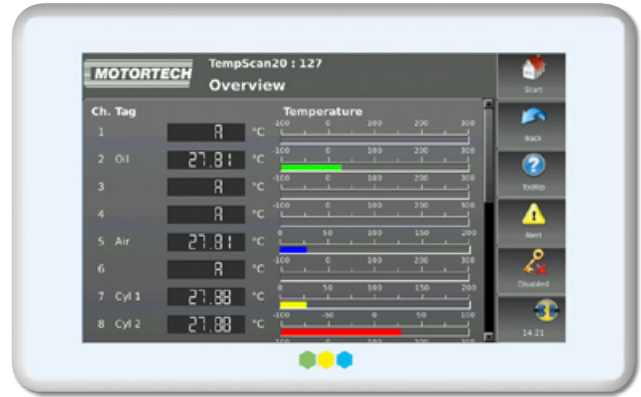 MOTORTECH
TempScan20 : 127
Overview
Start
Ch. Tag Temperature
-100 0 100 200 300
1 A °C
Back
-100 0 100 200 300
2 Oil 27.81 °C
-100 0 100 200 300
3 A °C
Tooltip
-100 0 100 200 300
4 A °C
Alert
0 50 100 150 200
5 Air 27.81 °C
-100 0 100 200 300
6 A °C
Disabled
0 50 100 150 200
7 Cyl 1 27.88 °C
-100 -50 0 50 100
8 Cyl 2 27.88 °C
14:21